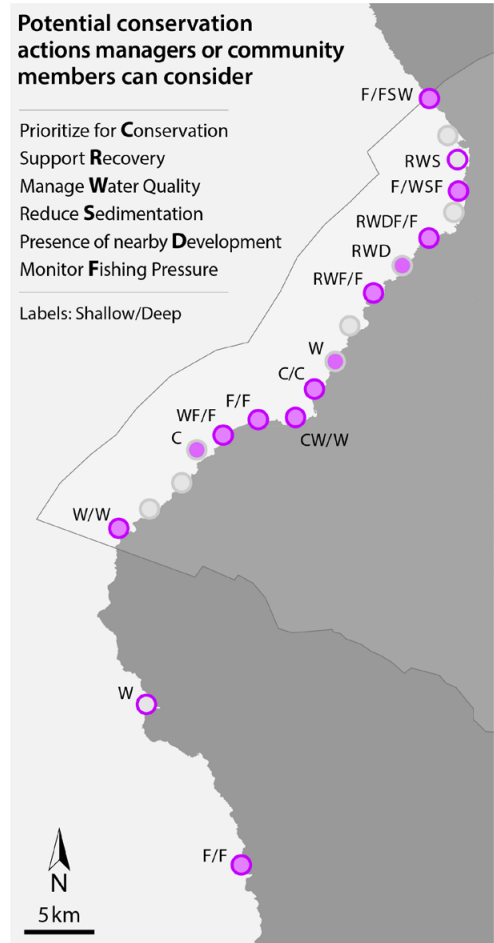 Potential conservation
actions managers or community
members can consider
Prioritize for Conservation
Support Recovery
Manage Water Quality
Reduce Sedimentation
Presence of nearby Development
Monitor Fishing Pressure
Labels: Shallow/Deep
F/FSW
RWS
F/WSF
RWDF/F
RWD
RWF/F
W
C/C
F/F
WF/F
CW/W
C
W/W
W
F/F
N
5 km